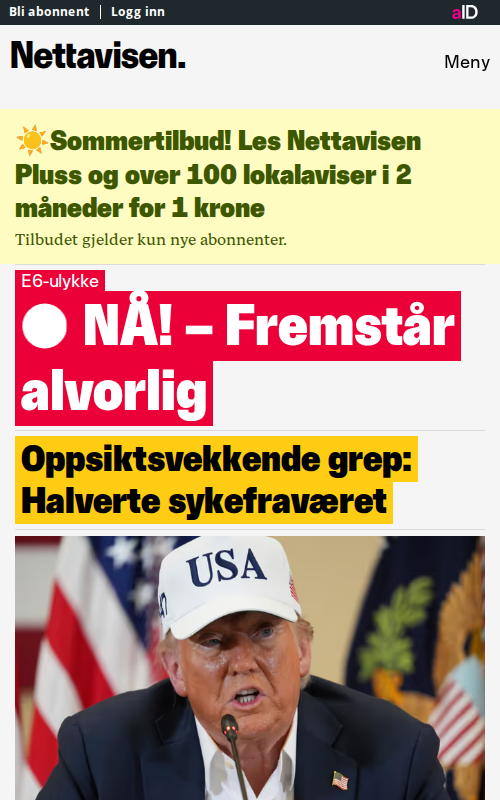 Bli abonnent | Logg inn
aID
Nettavisen.
Meny
☀️Sommertilbud! Les Nettavisen
Pluss og over 100 lokalaviser i 2
måneder for 1 krone
Tilbudet gjelder kun nye abonnenter.
E6-ulykke
NÅ! – Fremstår
alvorlig
Oppsiktsvekkende grep:
Halverte sykefraværet
USA